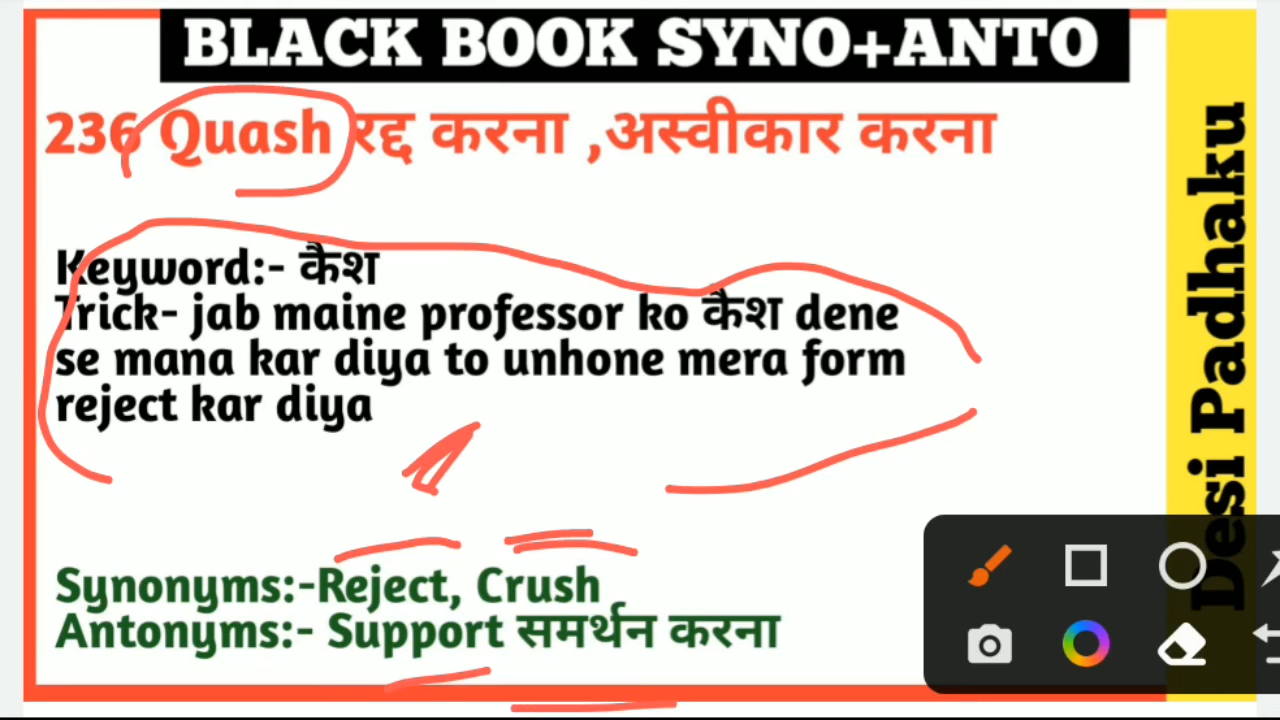 BLACK BOOK SYNO+ANTO
236 Quash रद्द करना ,अस्वीकार करना
Keyword:- कैश
Trick- jab maine professor ko कैश dene
se mana kar diya to unhone mera form
reject kar diya
Synonyms:-Reject, Crush
Antonyms:- Support समर्थन करना
Desi Padhaku